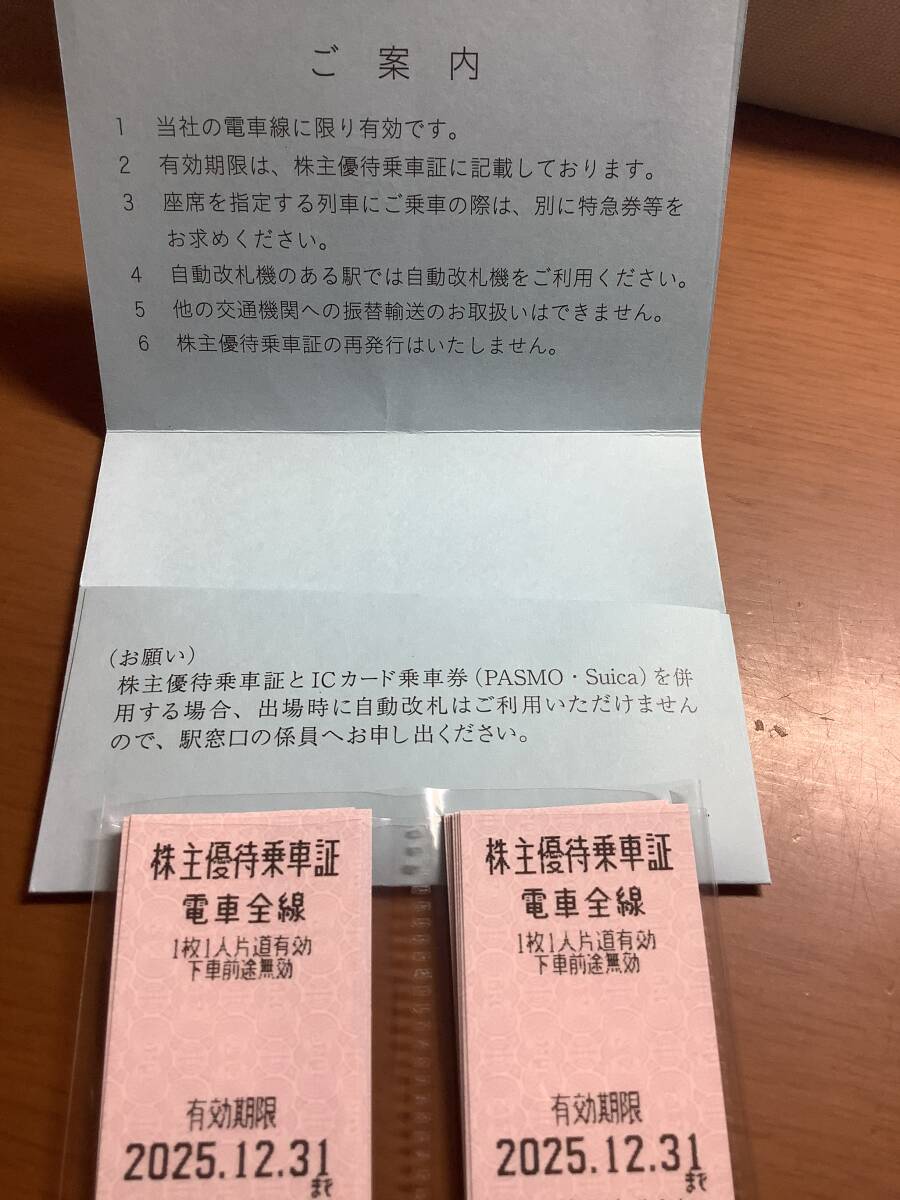 ご案内
1 当社の電車線に限り有効です。
2 有効期限は、株主優待乗車証に記載しております。
3 座席を指定する列車にご乗車の際は、別に特急券等を
お求めください。
4 自動改札機のある駅では自動改札機をご利用ください。
5 他の交通機関への振替輸送のお取扱いはできません。
6 株主優待乗車証の再発行はいたしません。
(お願い)
株主優待乗車証とICカード乗車券(PASMO・Suica)を併
用する場合、出場時に自動改札はご利用いただけません
ので、駅窓口の係員へお申し出ください。
株主優待乗車証
電車全線
1枚1人片道有効
下車前途無効
有効期限
2025.12.31
まで
株主優待乗車証
電車全線
1枚1人片道有効
下車前途無効
有効期限
2025.12.31
まで